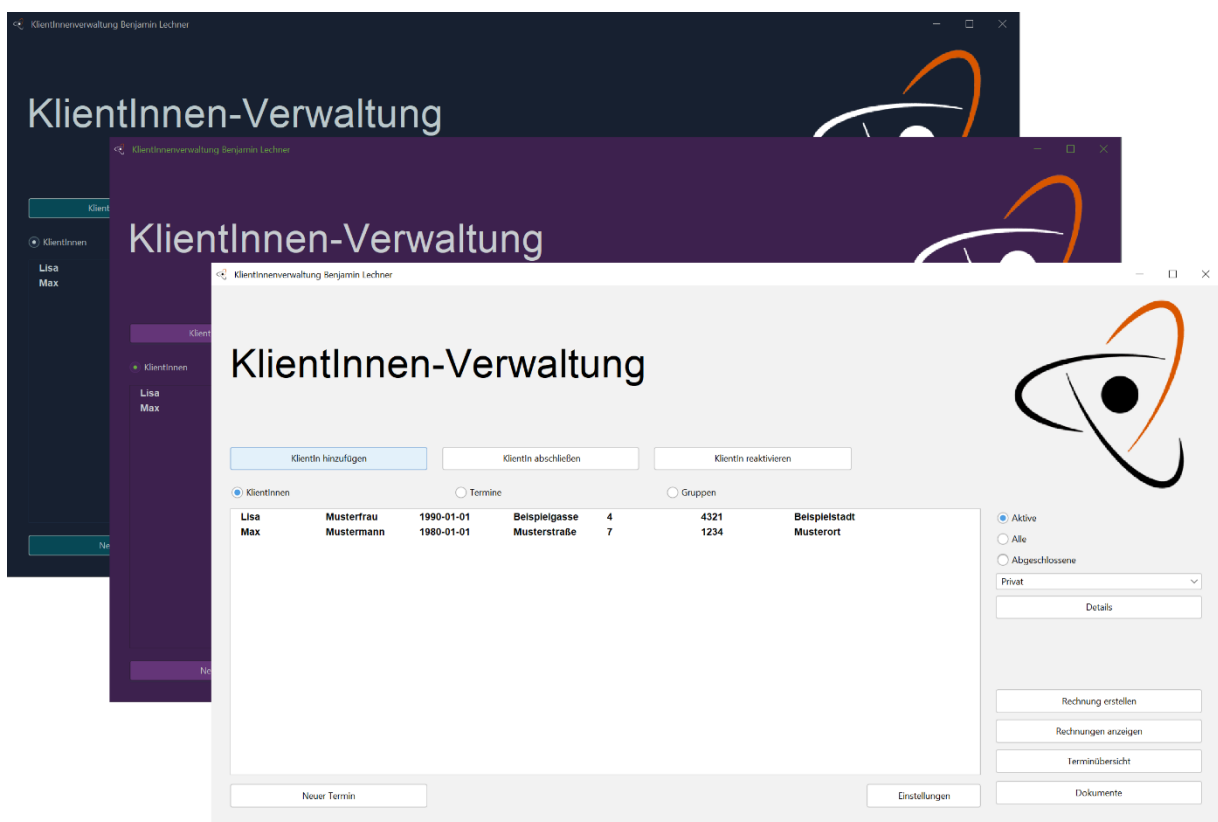 KlientInnenverwaltung Benjamin Lechner
KlientInnen-Verwaltung
Klient
KlientInnen
Lisa
Max
Ne
KlientInnenverwaltung Benjamin Lechner
KlientInnen-Verwaltung
Klient
KlientInnen
Lisa
Max
Ne
KlientInnenverwaltung Benjamin Lechner
KlientInnen-Verwaltung
KlientIn hinzufügen KlientIn abschließen KlientIn reaktivieren
KlientInnen Termine Gruppen
Lisa Musterfrau 1990-01-01 Beispielgasse 4 4321 Beispielstadt
Max Mustermann 1980-01-01 Musterstraße 7 1234 Musterort
Aktive
Alle
Abgeschlossene
Privat
Details
Rechnung erstellen
Rechnungen anzeigen
Terminübersicht
Dokumente
Neuer Termin Einstellungen